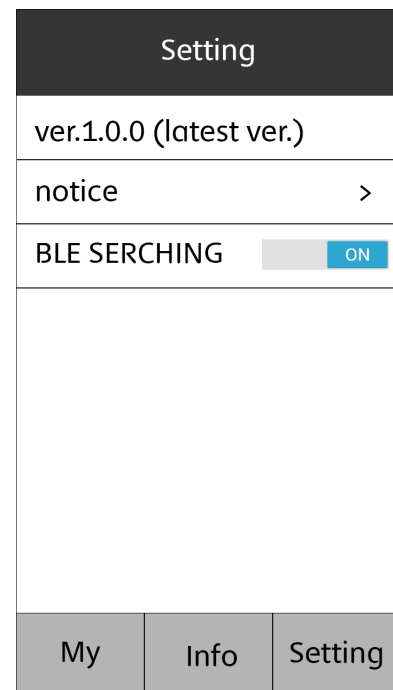 Setting
ver.1.0.0 (latest ver.)
notice >
BLE SERCHING ON
My Info Setting